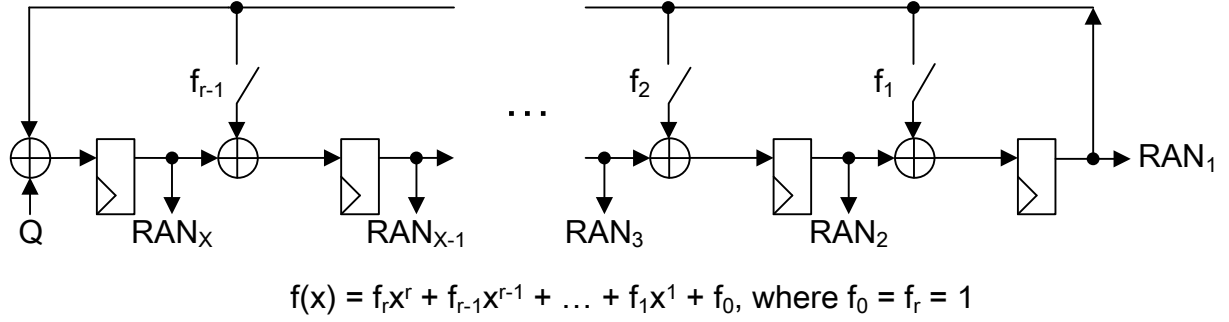 f_{r-1} f_2 f_1
...
RAN_1
Q RAN_X RAN_{X-1} RAN_3 RAN_2
f(x) = f_r x^r + f_{r-1} x^{r-1} + … + f_1 x^1 + f_0, where f_0 = f_r = 1